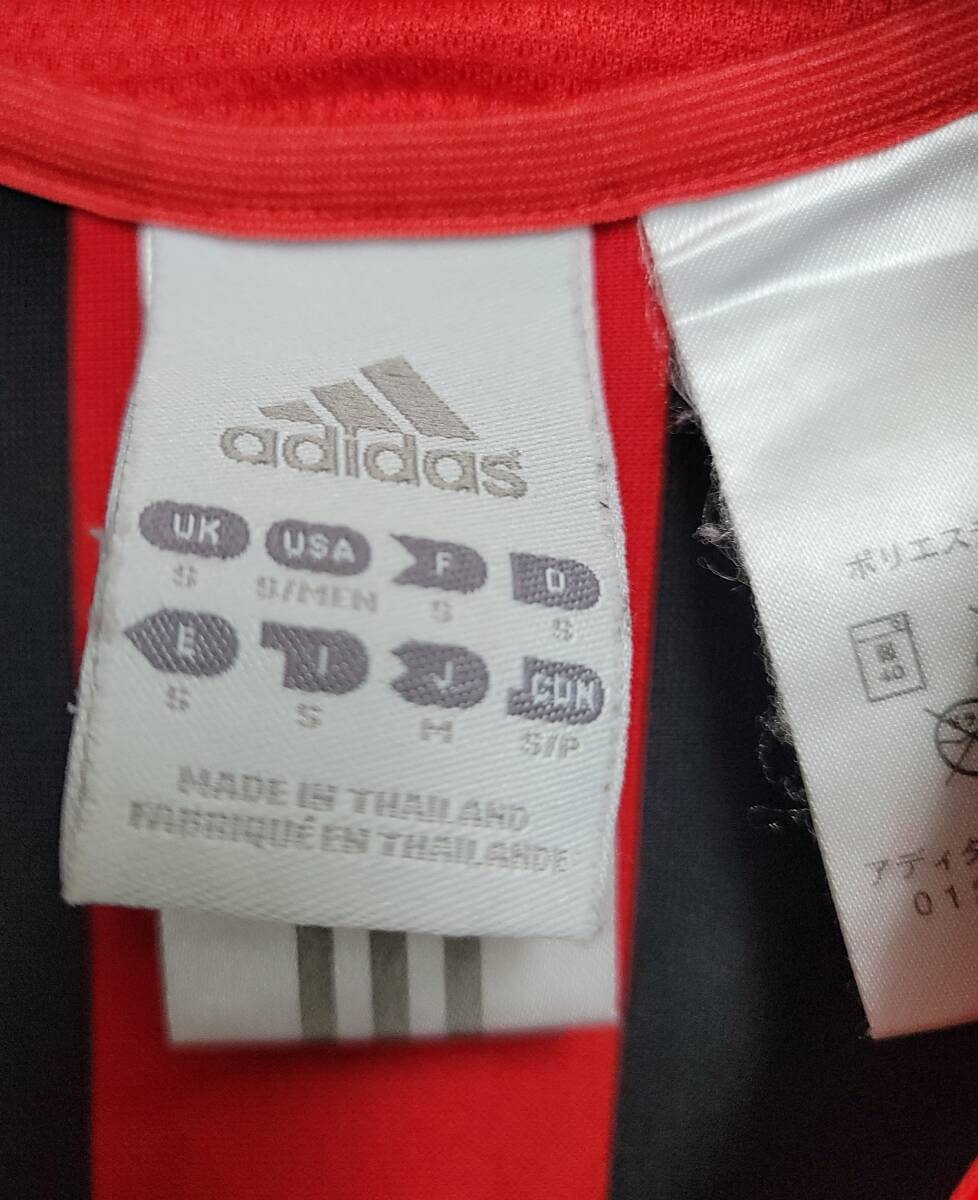 adidas
UK USA F D
S S/MEN S S
E I J CDN
S S M S/P
MADE IN THAILAND
FABRIQUÉ EN THAILANDE
ポリエス
40
アディダ
01